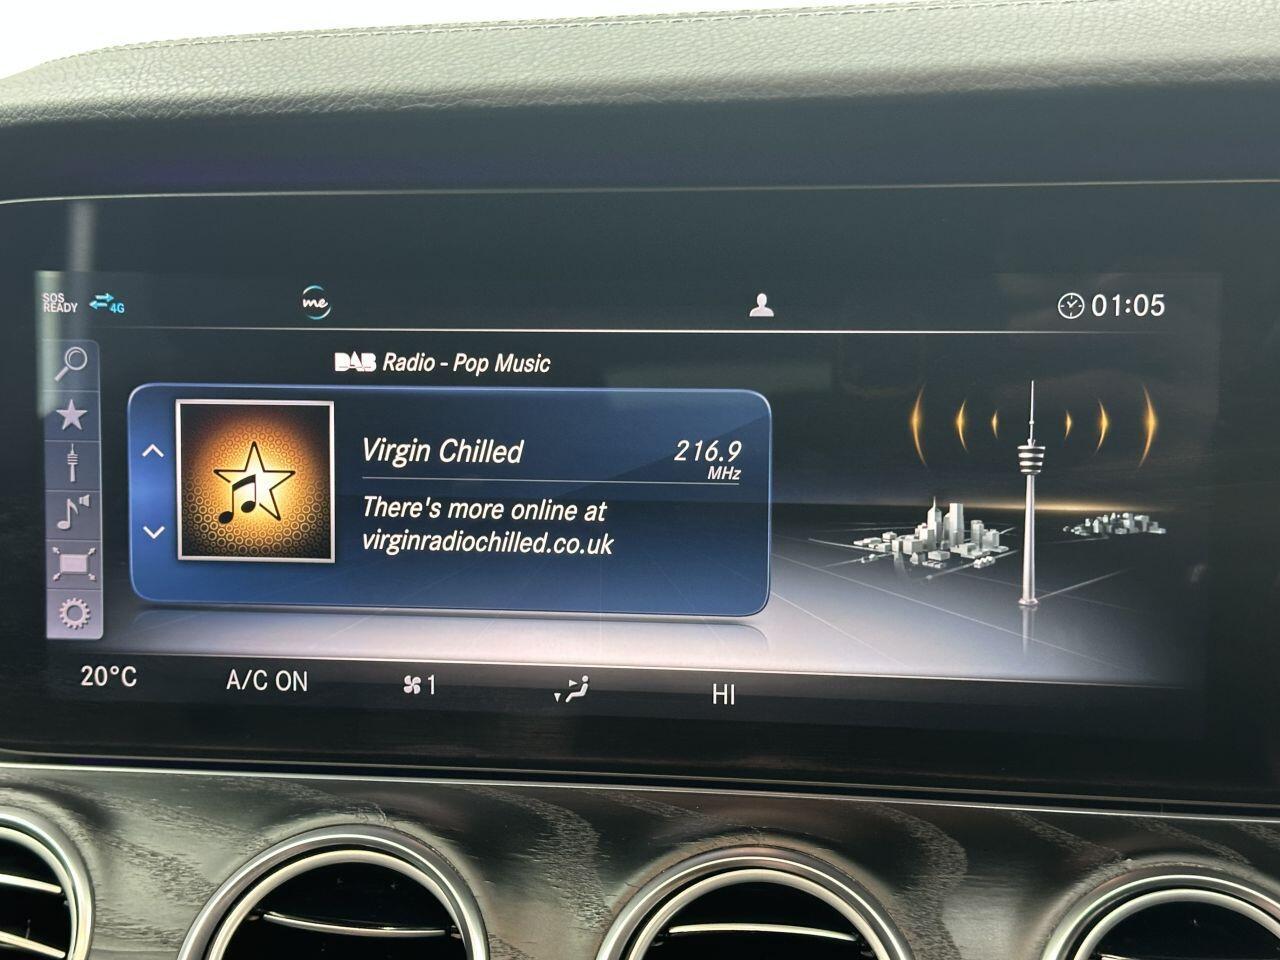 SOS
READY
4G
me
01:05
DAB Radio - Pop Music
Virgin Chilled
216.9
MHz
There's more online at
virginradiochilled.co.uk
20°C
A/C ON
1
HI